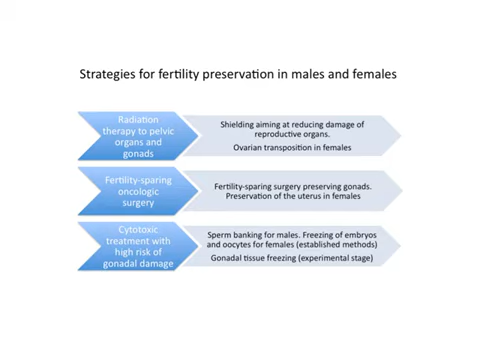 Strategies for fertility preservation in males and females
Radiation
therapy to pelvic
organs and
gonads
Shielding aiming at reducing damage of
reproductive organs.
Ovarian transposition in females
Fertility-sparing
oncologic
surgery
Fertility-sparing surgery preserving gonads.
Preservation of the uterus in females
Cytotoxic
treatment with
high risk of
gonadal damage
Sperm banking for males. Freezing of embryos
and oocytes for females (established methods)
Gonadal tissue freezing (experimental stage)